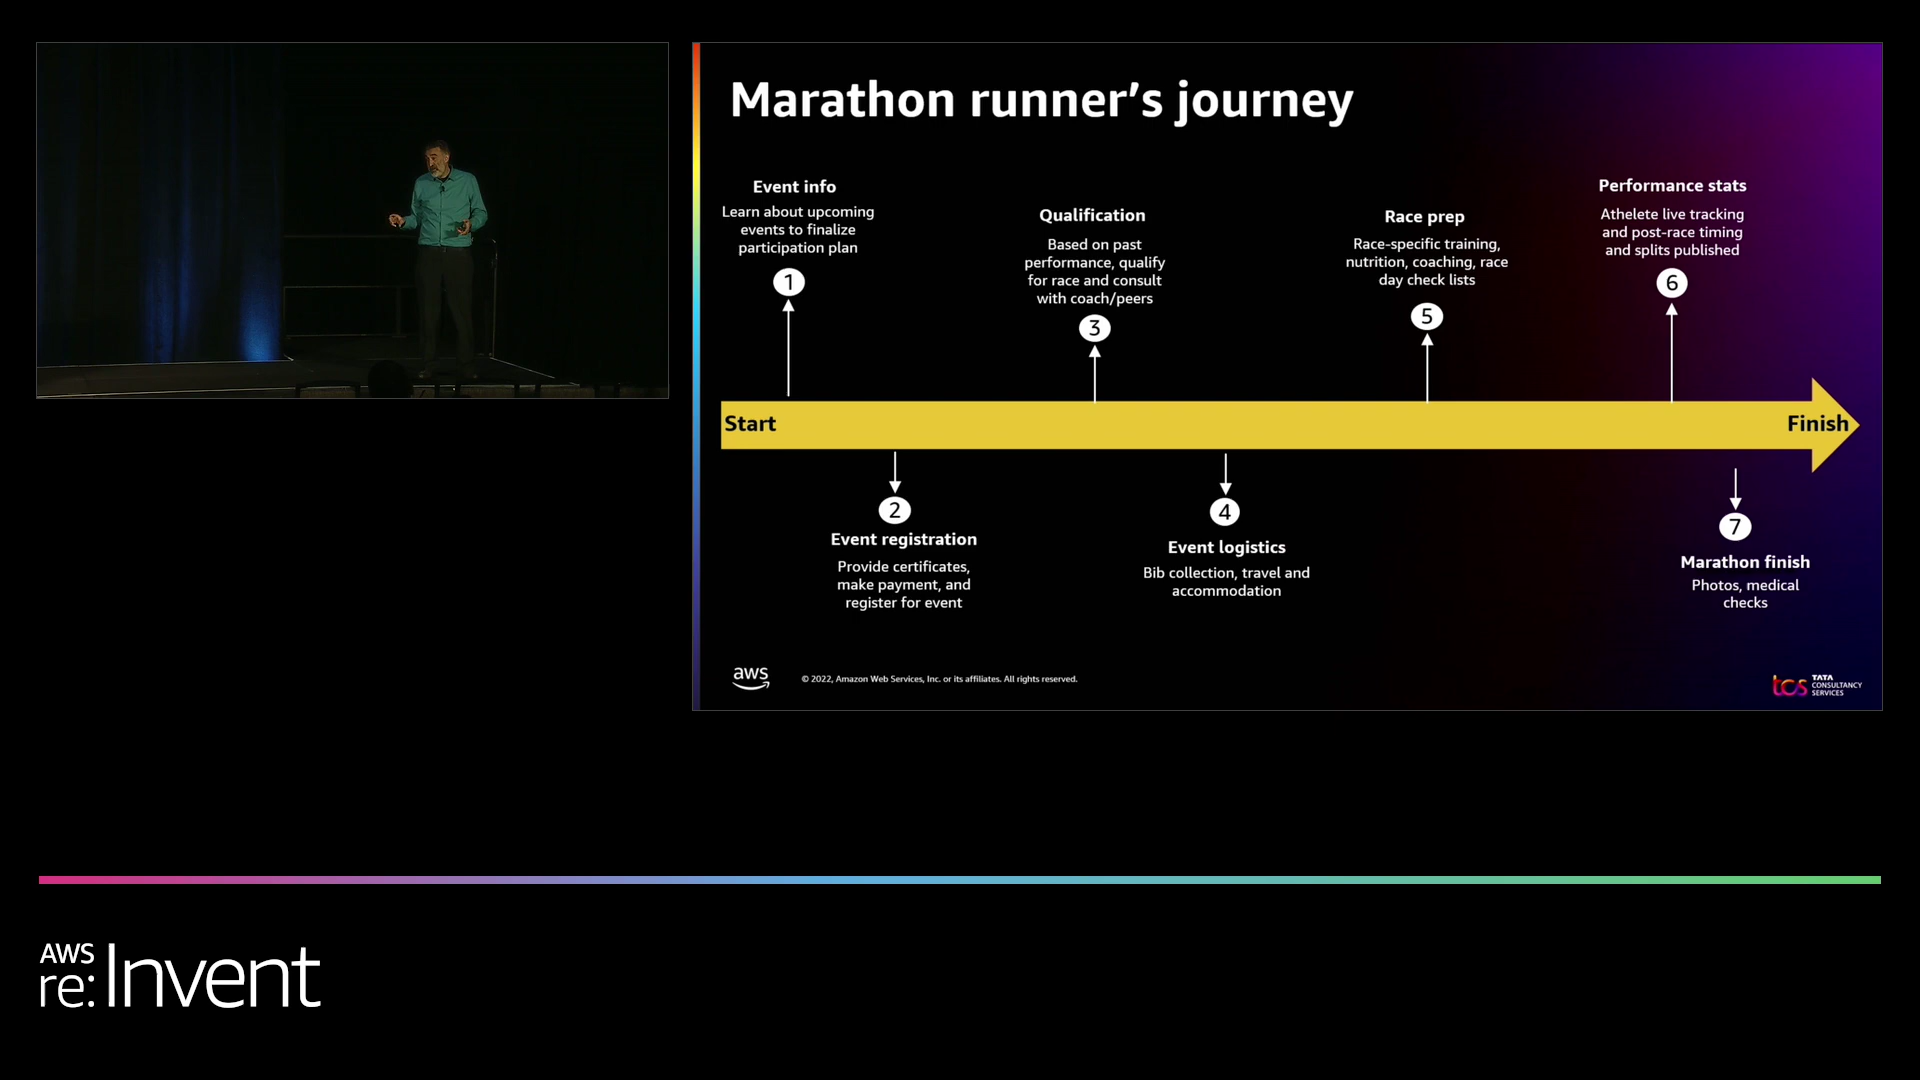 Marathon runner’s journey
Event info
Learn about upcoming
events to finalize
participation plan
1
Qualification
Based on past
performance, qualify
for race and consult
with coach/peers
3
Race prep
Race-specific training,
nutrition, coaching, race
day check lists
5
Performance stats
Athelete live tracking
and post-race timing
and splits published
6
Start
Finish
2
Event registration
Provide certificates,
make payment, and
register for event
4
Event logistics
Bib collection, travel and
accommodation
7
Marathon finish
Photos, medical
checks
aws
© 2022, Amazon Web Services, Inc. or its affiliates. All rights reserved.
tcs TATA
CONSULTANCY
SERVICES
AWS
re:Invent